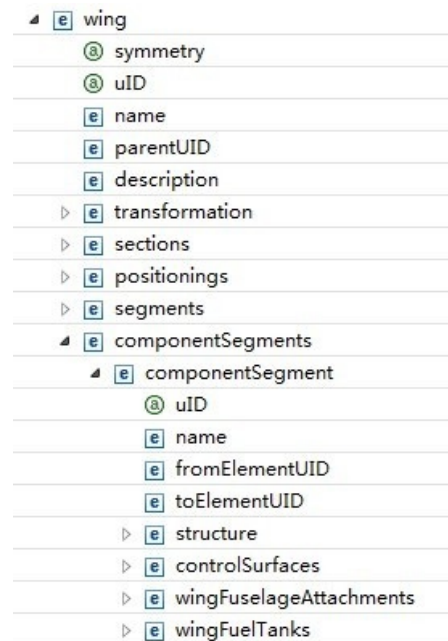 wing
symmetry
uID
name
parentUID
description
transformation
sections
positionings
segments
componentSegments
componentSegment
uID
name
fromElementUID
toElementUID
structure
controlSurfaces
wingFuselageAttachments
wingFuelTanks